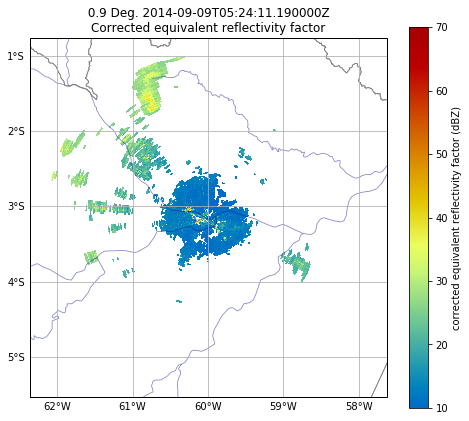 0.9 Deg. 2014-09-09T05:24:11.190000Z
Corrected equivalent reflectivity factor
1°S
2°S
3°S
4°S
5°S
62°W
61°W
60°W
59°W
58°W
70
60
50
40
30
20
10
corrected equivalent reflectivity factor (dBZ)